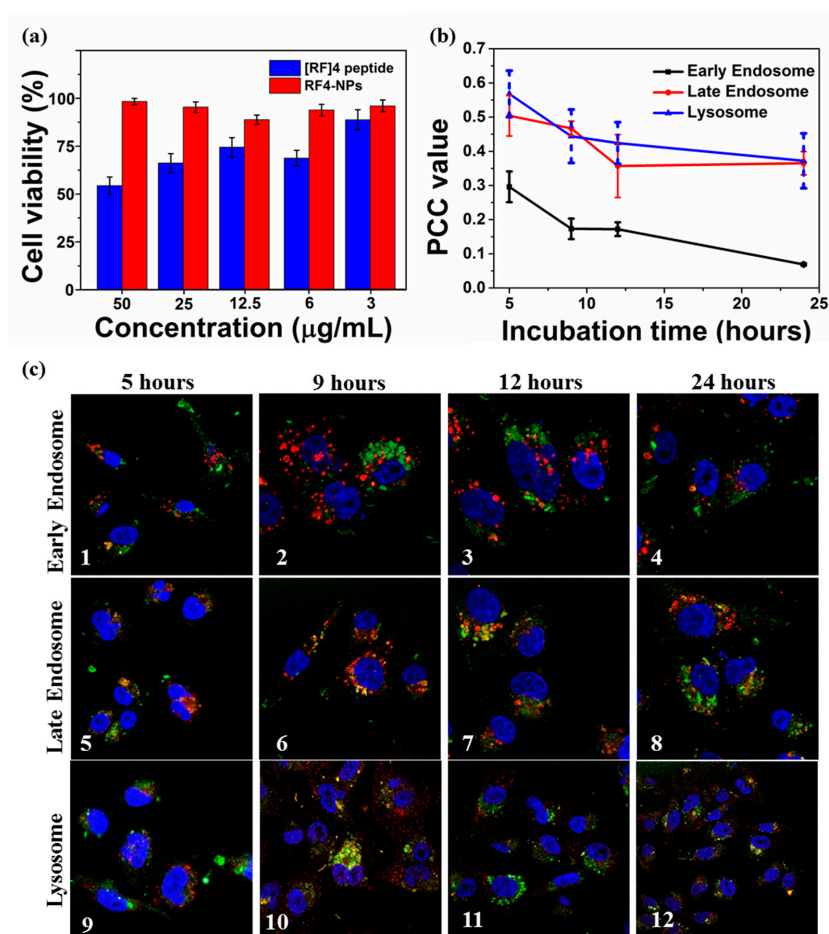 (a)
[RF]4 peptide
RF4-NPs
Cell viability (%)
100
75
50
25
0
50 25 12.5 6 3
Concentration (μg/mL)
(b)
Early Endosome
Late Endosome
Lysosome
PCC value
0.7
0.6
0.5
0.4
0.3
0.2
0.1
0.0
5 10 15 20 25
Incubation time (hours)
(c)
5 hours 9 hours 12 hours 24 hours
Early Endosome
1 2 3 4
Late Endosome
5 6 7 8
Lysosome
9 10 11 12